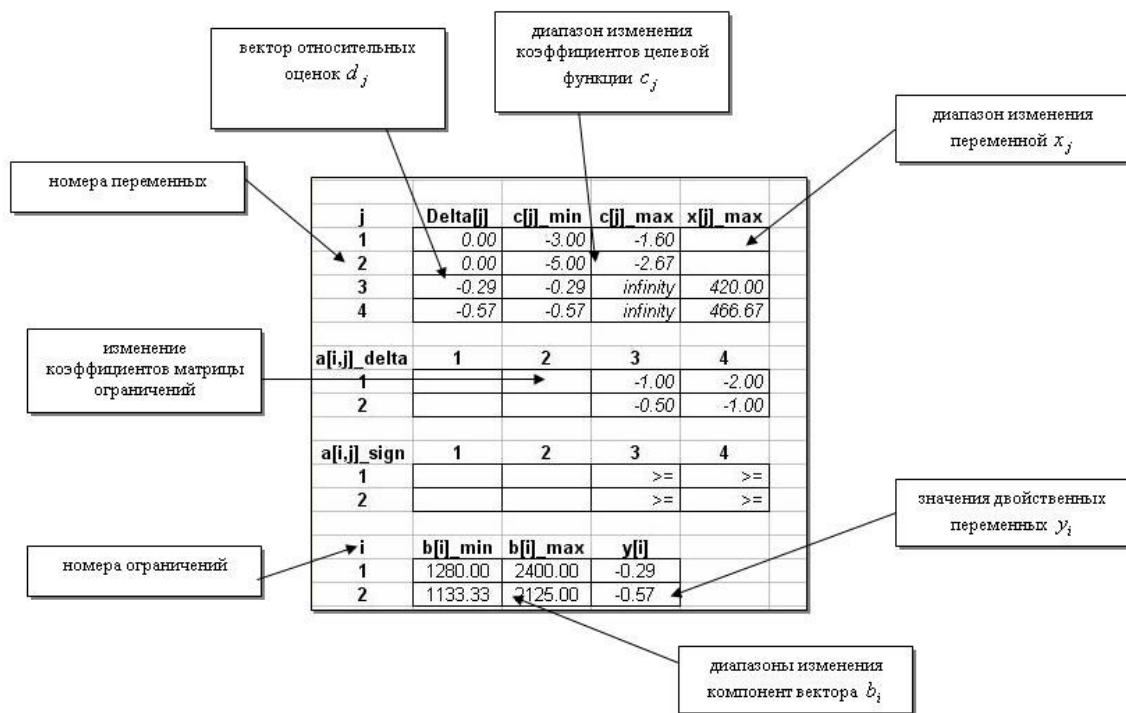 вектор относительных
оценок d_j
диапазон изменения
коэффициентов целевой
функции c_j
диапазон изменения
переменной x_j
номера переменных
j Delta[j] c[j]_min c[j]_max x[j]_max
1 0.00 -3.00 -1.60
2 0.00 -5.00 -2.67
3 -0.29 -0.29 infinity 420.00
4 -0.57 -0.57 infinity 466.67
изменение
коэффициентов матрицы
ограничений
a[i,j]_delta 1 2 3 4
1 -1.00 -2.00
2 -0.50 -1.00
a[i,j]_sign 1 2 3 4
1 >= >=
2 >= >=
значения двойственных
переменных y_i
номера ограничений
i b[i]_min b[i]_max y[i]
1 1280.00 2400.00 -0.29
2 1133.33 2125.00 -0.57
диапазоны изменения
компонент вектора b_i